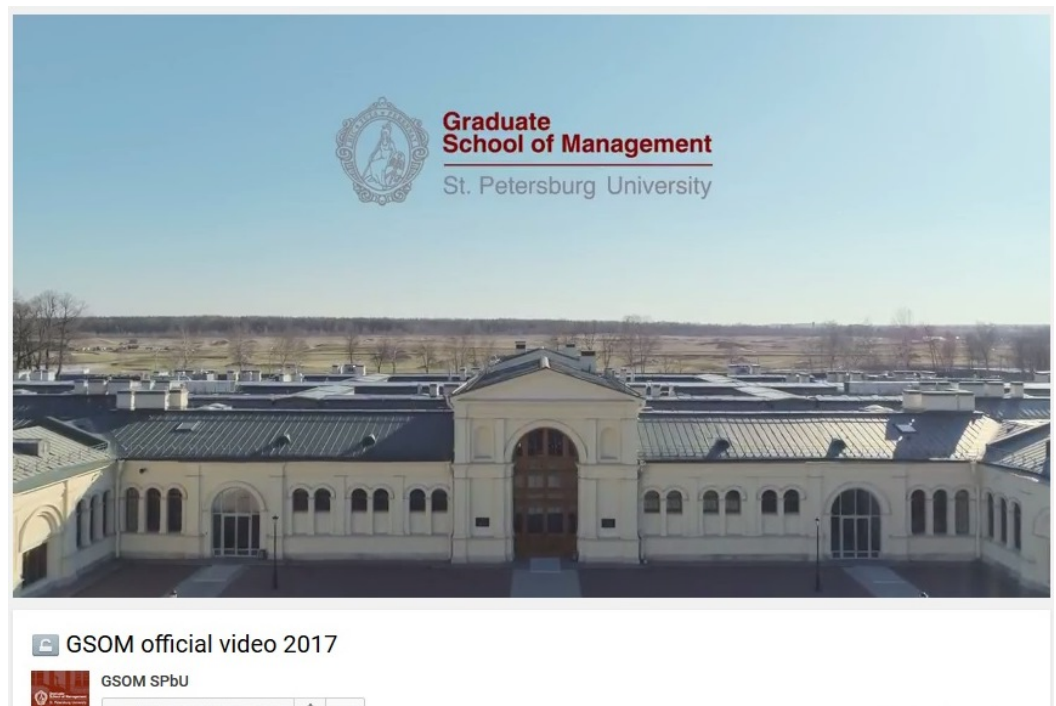 Graduate
School of Management
St. Petersburg University
GSOM official video 2017
GSOM SPbU